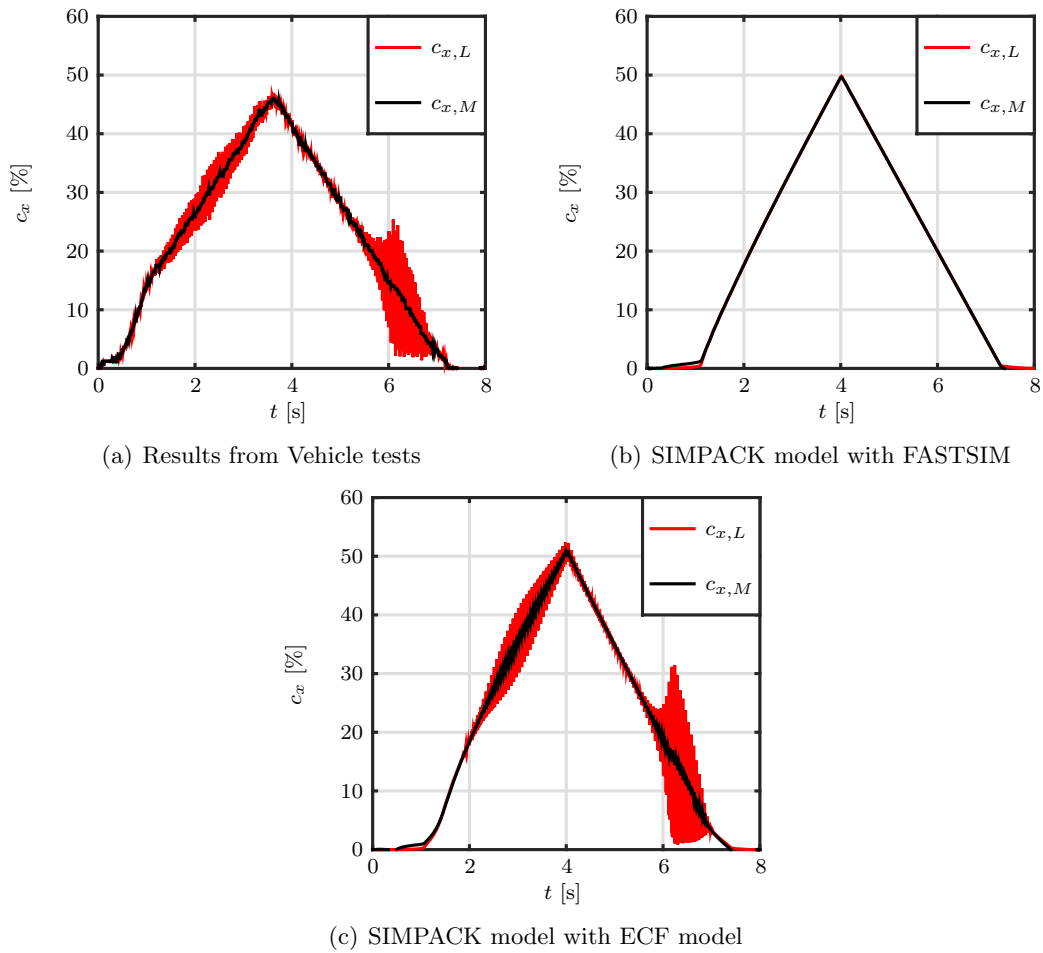 60
50
40
30
20
10
0
c_x [%]
0 2 4 6 8
t [s]
c_{x,L}
c_{x,M}
(a) Results from Vehicle tests
60
50
40
30
20
10
0
c_x [%]
0 2 4 6 8
t [s]
c_{x,L}
c_{x,M}
(b) SIMPACK model with FASTSIM
60
50
40
30
20
10
0
c_x [%]
0 2 4 6 8
t [s]
c_{x,L}
c_{x,M}
(c) SIMPACK model with ECF model